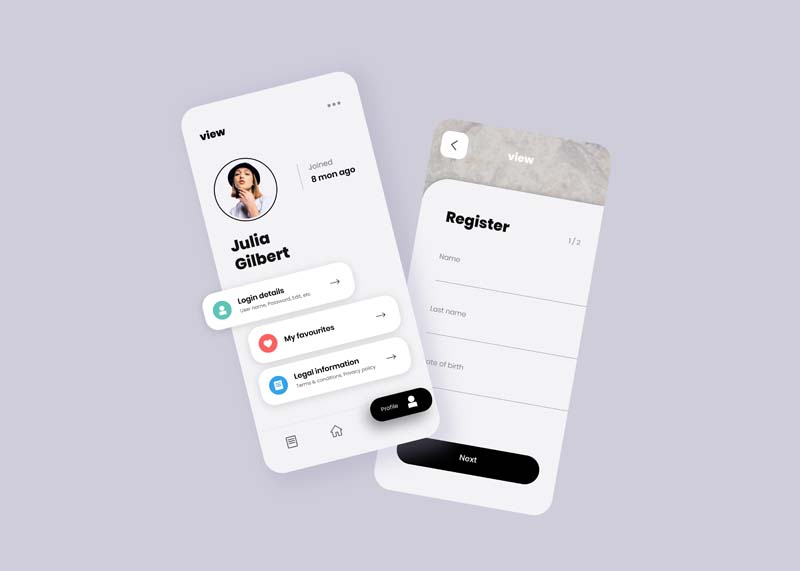 view
Joined
8 mon ago
Julia
Gilbert
Login details
User name, Password, Edit, etc
My favourites
Legal information
Terms & conditions, Privacy policy
Profile
view
Register
1/2
Name
Last name
ate of birth
Next